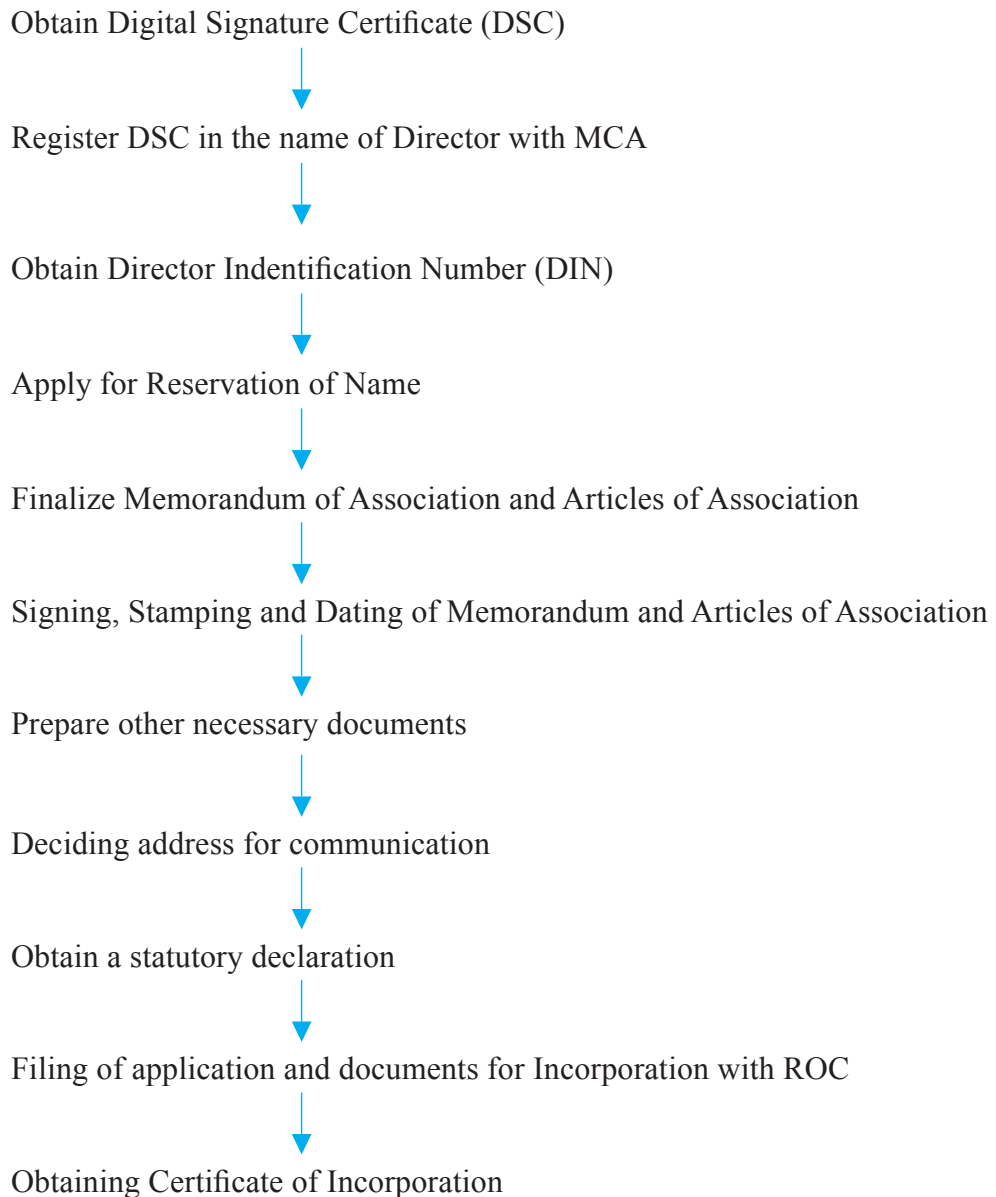 Obtain Digital Signature Certificate (DSC)
Register DSC in the name of Director with MCA
Obtain Director Indentification Number (DIN)
Apply for Reservation of Name
Finalize Memorandum of Association and Articles of Association
Signing, Stamping and Dating of Memorandum and Articles of Association
Prepare other necessary documents
Deciding address for communication
Obtain a statutory declaration
Filing of application and documents for Incorporation with ROC
Obtaining Certificate of Incorporation